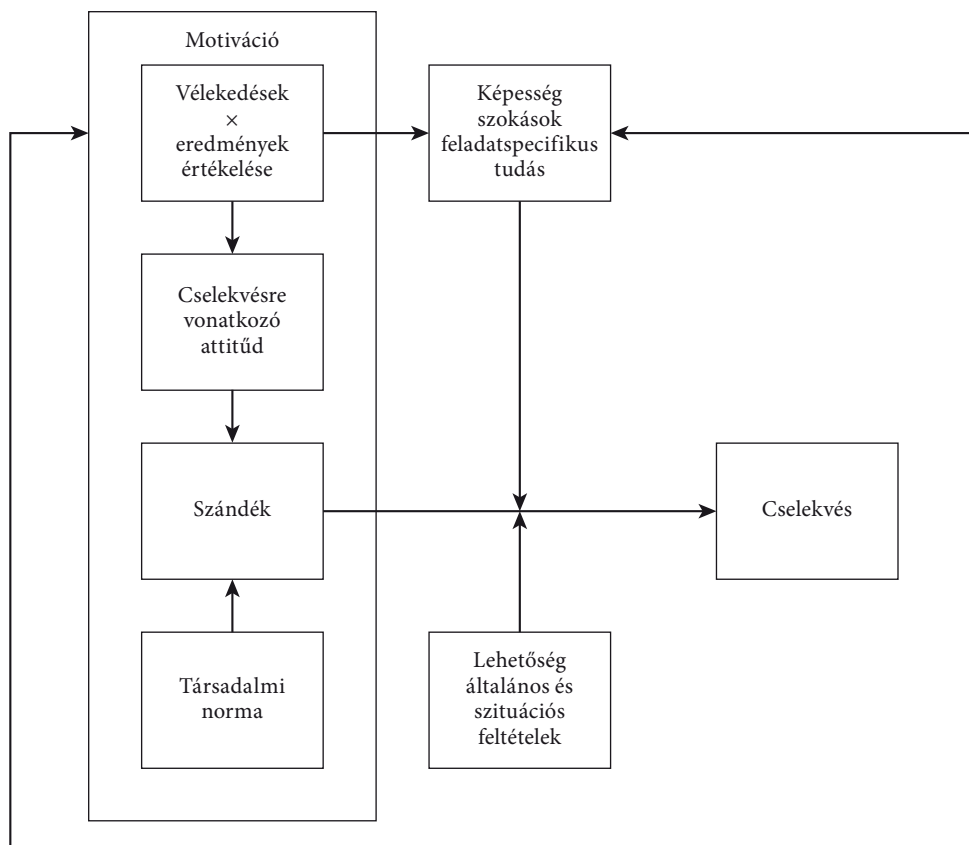 Motiváció
Vélekedések
×
eredmények
értékelése
Képesség
szokások
feladatspecifikus
tudás
Cselekvésre
vonatkozó
attitűd
Szándék
Cselekvés
Társadalmi
norma
Lehetőség
általános és
szituációs
feltételek